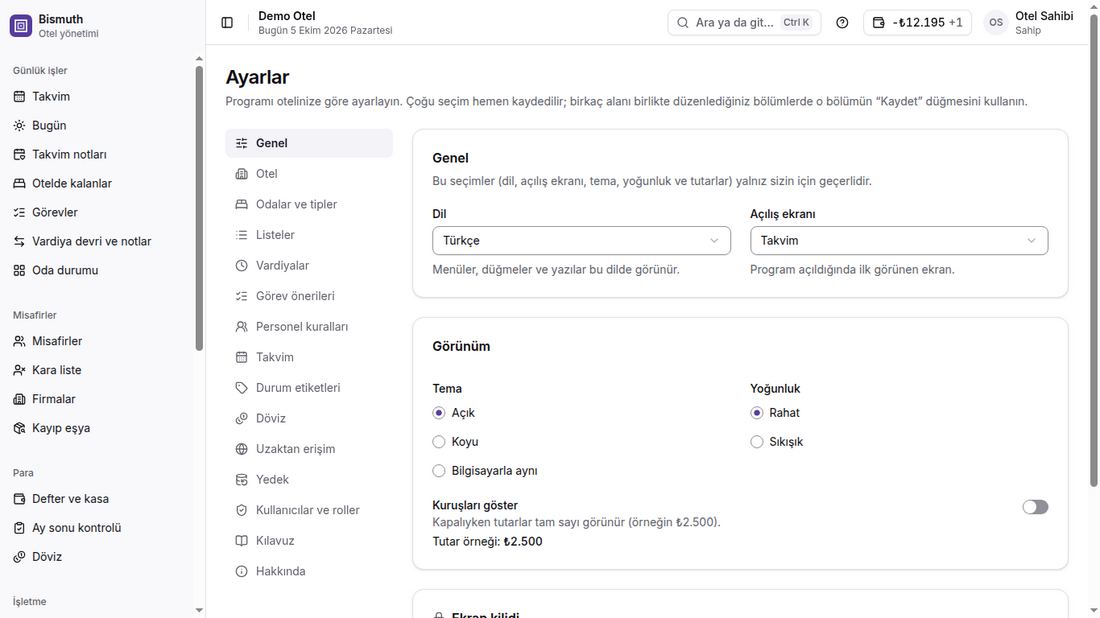 Bismuth
Otel yönetimi
Günlük işler
Takvim
Bugün
Takvim notları
Otelde kalanlar
Görevler
Vardiya devri ve notlar
Oda durumu
Misafirler
Misafirler
Kara liste
Firmalar
Kayıp eşya
Para
Defter ve kasa
Ay sonu kontrolü
Döviz
İşletme
Demo Otel
Bugün 5 Ekim 2026 Pazartesi
Ara ya da git... Ctrl K
-₺12.195 +1
OS
Otel Sahibi
Sahip
Ayarlar
Programı otelinize göre ayarlayın. Çoğu seçim hemen kaydedilir; birkaç alanı birlikte düzenlediğiniz bölümlerde o bölümün “Kaydet” düğmesini kullanın.
Genel
Otel
Odalar ve tipler
Listeler
Vardiyalar
Görev önerileri
Personel kuralları
Takvim
Durum etiketleri
Döviz
Uzaktan erişim
Yedek
Kullanıcılar ve roller
Kılavuz
Hakkında
Genel
Bu seçimler (dil, açılış ekranı, tema, yoğunluk ve tutarlar) yalnız sizin için geçerlidir.
Dil
Türkçe
Menüler, düğmeler ve yazılar bu dilde görünür.
Açılış ekranı
Takvim
Program açıldığında ilk görünen ekran.
Görünüm
Tema
Açık
Koyu
Bilgisayarla aynı
Yoğunluk
Rahat
Sıkışık
Kuruşları göster
Kapalıyken tutarlar tam sayı görünür (örneğin ₺2.500).
Tutar örneği: ₺2.500
Ekran kilidi